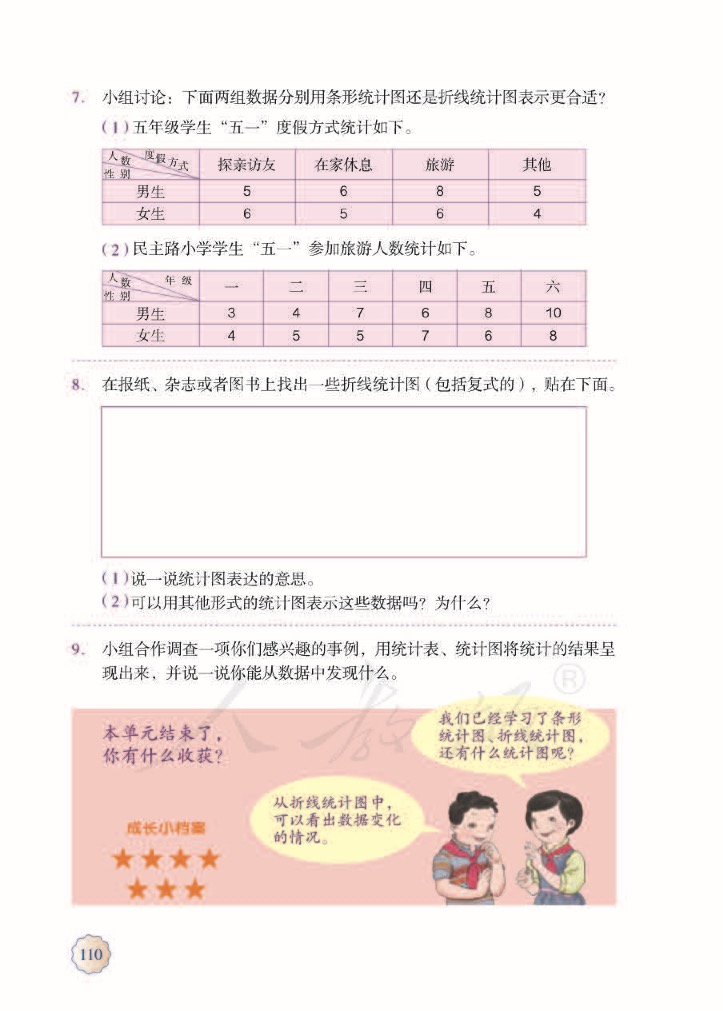 7. 小组讨论：下面两组数据分别用条形统计图还是折线统计图表示更合适？
（1）五年级学生“五一”度假方式统计如下。
人数 度假方式 性别 探亲访友 在家休息 旅游 其他
男生 5 6 8 5
女生 6 5 6 4
（2）民主路小学学生“五一”参加旅游人数统计如下。
人数 年级 性别 一 二 三 四 五 六
男生 3 4 7 6 8 10
女生 4 5 5 7 6 8
8. 在报纸、杂志或者图书上找出一些折线统计图（包括复式的），贴在下面。
（1）说一说统计图表达的意思。
（2）可以用其他形式的统计图表示这些数据吗？为什么？
9. 小组合作调查一项你们感兴趣的事例，用统计表、统计图将统计的结果呈
现出来，并说一说你能从数据中发现什么。
本单元结束了，
你有什么收获？
我们已经学习了条形
统计图、折线统计图，
还有什么统计图呢？
从折线统计图中，
可以看出数据变化
的情况。
成长小档案
110